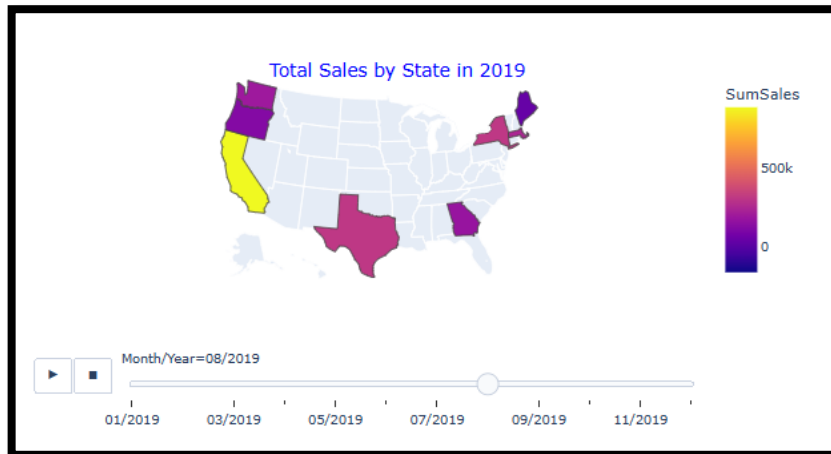 Total Sales by State in 2019
SumSales
500k
0
Month/Year=08/2019
01/2019 03/2019 05/2019 07/2019 09/2019 11/2019